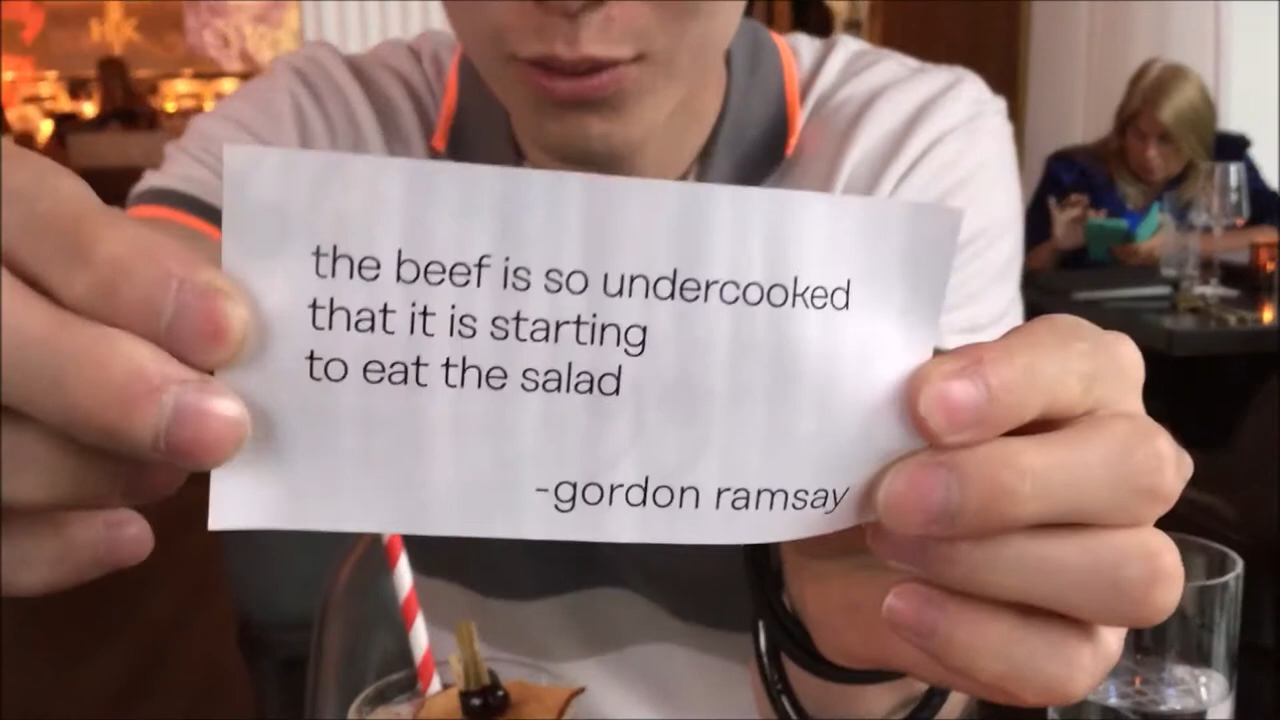 the beef is so undercooked
that it is starting
to eat the salad
-gordon ramsay